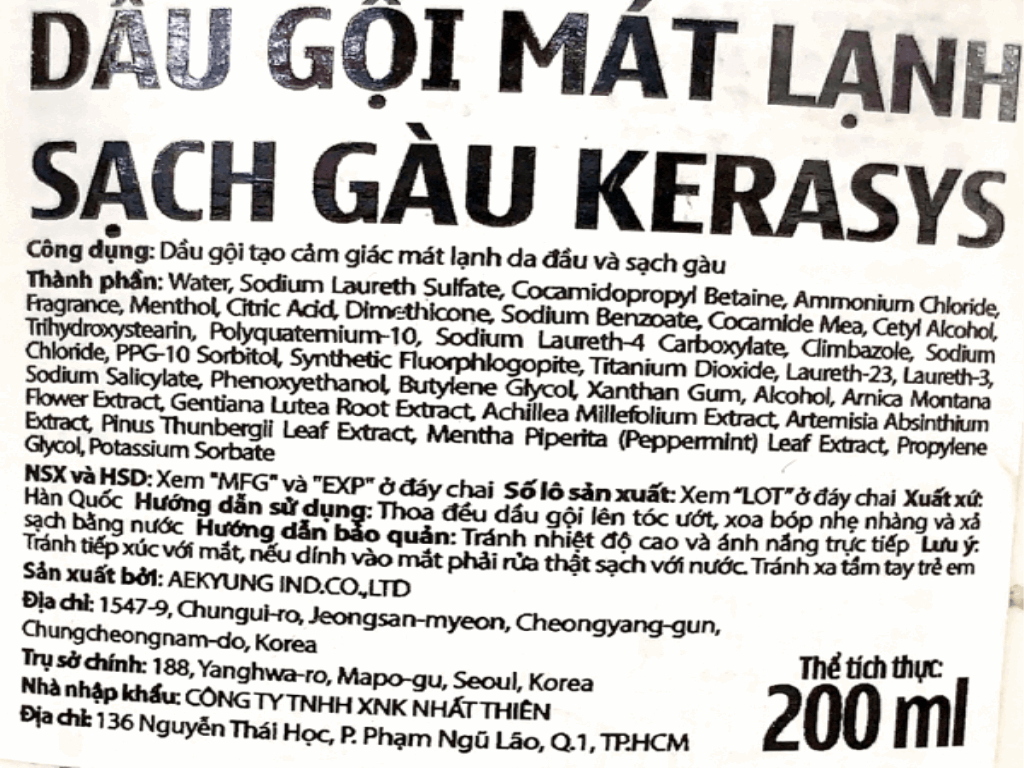 DẦU GỘI MÁT LẠNH
SẠCH GÀU KERASYS
Công dụng: Dầu gội tạo cảm giác mát lạnh da đầu và sạch gàu
Thành phần: Water, Sodium Laureth Sulfate, Cocamidopropyl Betaine, Ammonium Chloride,
Fragrance, Menthol, Citric Acid, Dimethicone, Sodium Benzoate, Cocamide Mea, Cetyl Alcohol,
Trihydroxystearin, Polyquaternium-10, Sodium Laureth-4 Carboxylate, Climbazole, Sodium
Chloride, PPG-10 Sorbitol, Synthetic Fluorphlogopite, Titanium Dioxide, Laureth-23, Laureth-3,
Sodium Salicylate, Phenoxyethanol, Butylene Glycol, Xanthan Gum, Alcohol, Arnica Montana
Flower Extract, Gentiana Lutea Root Extract, Achillea Millefolium Extract, Artemisia Absinthium
Extract, Pinus Thunbergii Leaf Extract, Mentha Piperita (Peppermint) Leaf Extract, Propylene
Glycol, Potassium Sorbate
NSX và HSD: Xem "MFG" và "EXP" ở đáy chai Số lô sản xuất: Xem "LOT" ở đáy chai Xuất xứ:
Hàn Quốc Hướng dẫn sử dụng: Thoa đều dầu gội lên tóc ướt, xoa bóp nhẹ nhàng và xả
sạch bằng nước Hướng dẫn bảo quản: Tránh nhiệt độ cao và ánh nắng trực tiếp Lưu ý:
Tránh tiếp xúc với mắt, nếu dính vào mắt phải rửa thật sạch với nước. Tránh xa tầm tay trẻ em
Sản xuất bởi: AEKYUNG IND.CO.,LTD
Địa chỉ: 1547-9, Chungui-ro, Jeongsan-myeon, Cheongyang-gun,
Chungcheongnam-do, Korea
Trụ sở chính: 188, Yanghwa-ro, Mapo-gu, Seoul, Korea
Nhà nhập khẩu: CÔNG TY TNHH XNK NHẤT THIÊN
Địa chỉ: 136 Nguyễn Thái Học, P. Phạm Ngũ Lão, Q.1, TP.HCM
Thể tích thực:
200 ml